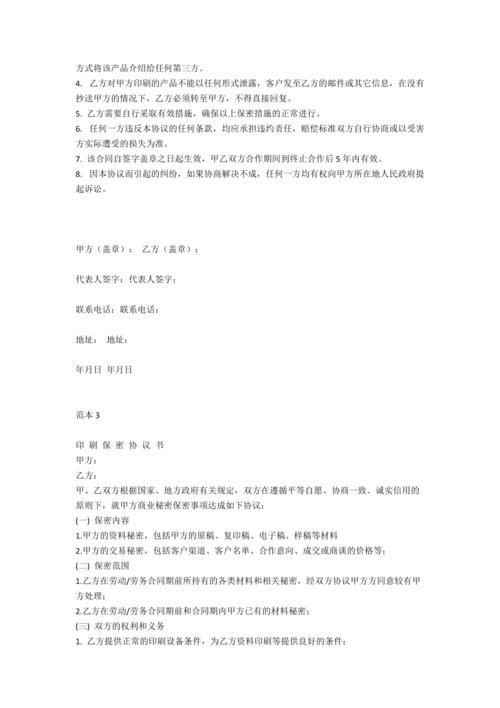 方式将该产品介绍给任何第三方。
4. 乙方对甲方印刷的产品不能以任何形式泄露，客户发至乙方的邮件或其它信息，在没有
抄送甲方的情况下，乙方必须转至甲方，不得直接回复。
5. 乙方需要自行采取有效措施，确保以上保密措施的正常进行。
6. 任何一方违反本协议的任何条款，均应承担违约责任，赔偿标准双方自行协商或以受害
方实际遭受的损失为准。
7. 该合同自签字盖章之日起生效，甲乙双方合作期间到终止合作后 5 年内有效。
8. 因本协议而引起的纠纷，如果协商解决不成，任何一方均有权向甲方所在地人民政府提
起诉讼。
甲方（盖章）： 乙方（盖章）：
代表人签字：代表人签字：
联系电话：联系电话：
地址： 地址：
年月日 年月日
范本 3
印 刷 保 密 协 议 书
甲方：
乙方：
甲、乙双方根据国家、地方政府有关规定，双方在遵循平等自愿、协商一致、诚实信用的
原则下，就甲方商业秘密保密事项达成如下协议：
(一) 保密内容
1.甲方的资料秘密，包括甲方的原稿、复印稿、电子稿、样稿等材料
2.甲方的交易秘密，包括客户渠道、客户名单、合作意向、成交或商谈的价格等；
(二) 保密范围
1.乙方在劳动/劳务合同期前所持有的各类材料和相关秘密，经双方协议甲方方同意较有甲
方处理；
2.乙方在劳动/劳务合同期前和合同期内甲方已有的材料秘密；
(三) 双方的权利和义务
1. 乙方提供正常的印刷设备条件，为乙方资料印刷等提供良好的条件；